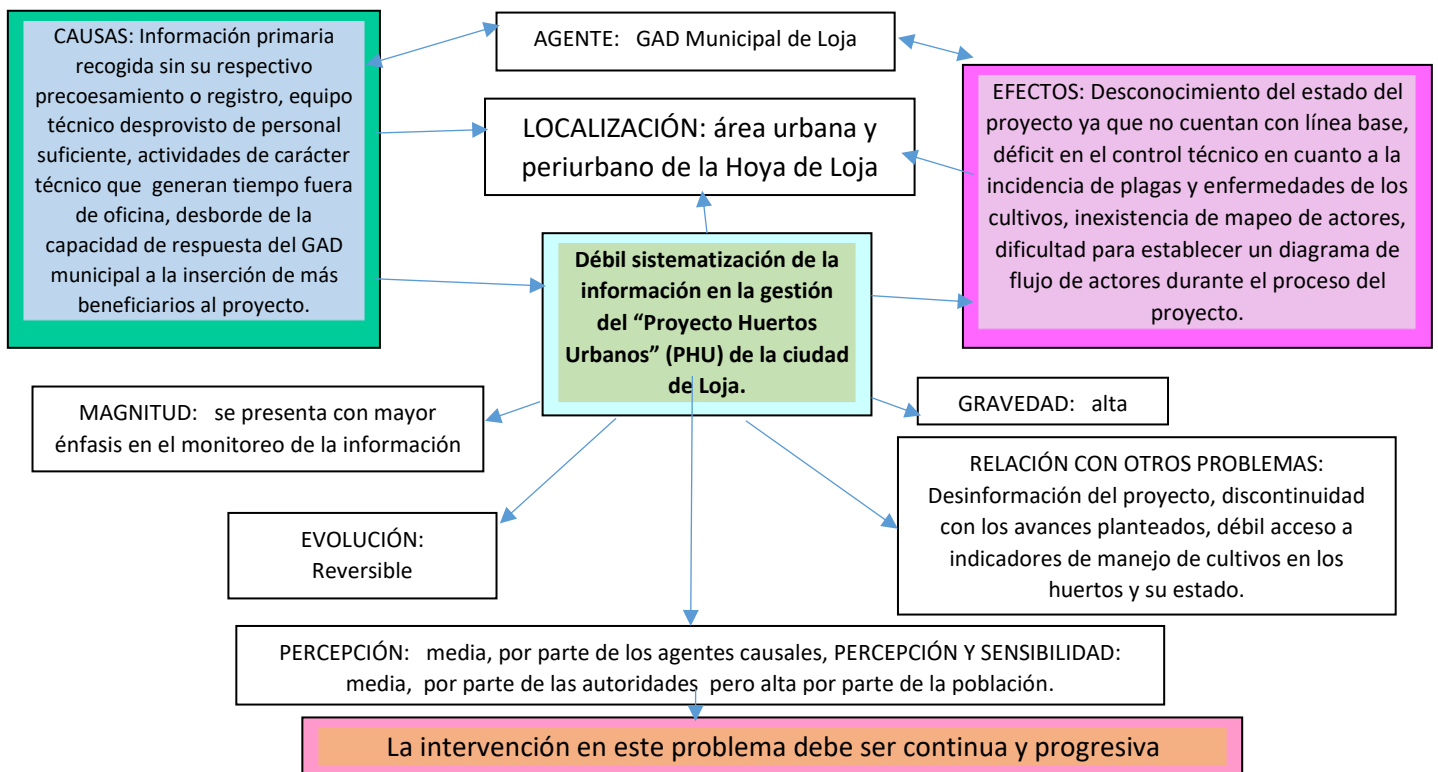 CAUSAS: Información primaria
recogida sin su respectivo
precoesamiento o registro, equipo
técnico desprovisto de personal
suficiente, actividades de carácter
técnico que generan tiempo fuera
de oficina, desborde de la
capacidad de respuesta del GAD
municipal a la inserción de más
beneficiarios al proyecto.
AGENTE: GAD Municipal de Loja
LOCALIZACIÓN: área urbana y
periurbano de la Hoya de Loja
EFECTOS: Desconocimiento del estado del
proyecto ya que no cuentan con línea base,
déficit en el control técnico en cuanto a la
incidencia de plagas y enfermedades de los
cultivos, inexistencia de mapeo de actores,
dificultad para establecer un diagrama de
flujo de actores durante el proceso del
proyecto.
Débil sistematización de la
información en la gestión
del “Proyecto Huertos
Urbanos” (PHU) de la ciudad
de Loja.
MAGNITUD: se presenta con mayor
énfasis en el monitoreo de la información
GRAVEDAD: alta
EVOLUCIÓN:
Reversible
RELACIÓN CON OTROS PROBLEMAS:
Desinformación del proyecto, discontinuidad
con los avances planteados, débil acceso a
indicadores de manejo de cultivos en los
huertos y su estado.
PERCEPCIÓN: media, por parte de los agentes causales, PERCEPCIÓN Y SENSIBILIDAD:
media, por parte de las autoridades pero alta por parte de la población.
La intervención en este problema debe ser continua y progresiva